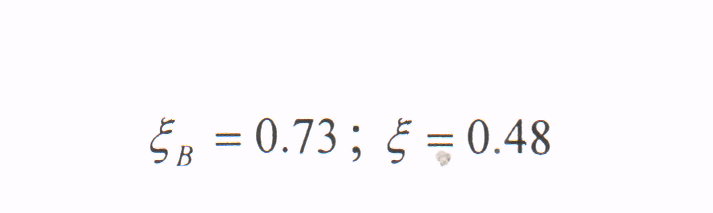 ξ_B = 0.73 ; ξ = 0.48